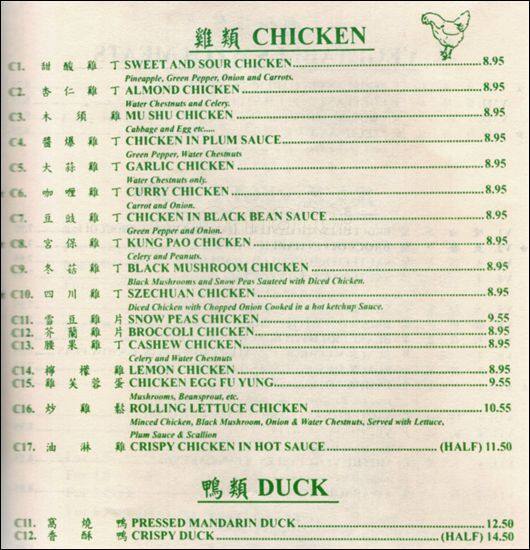 雞類 CHICKEN
C1. 甜酸雞丁 SWEET AND SOUR CHICKEN 8.95
Pineapple, Green Pepper, Onion and Carrots.
C2. 杏仁雞丁 ALMOND CHICKEN 8.95
Water Chestnuts and Celery.
C3. 木須雞 MU SHU CHICKEN 8.95
Cabbage and Egg etc.....
C4. 醬爆雞丁 CHICKEN IN PLUM SAUCE 8.95
Green Pepper, Water Chestnuts
C5. 大蒜雞丁 GARLIC CHICKEN 8.95
Water Chestnuts only.
C6. 咖喱雞丁 CURRY CHICKEN 8.95
Carrot and Onion.
C7. 豆豉雞丁 CHICKEN IN BLACK BEAN SAUCE 8.95
Green Pepper and Onion.
C8. 宮保雞丁 KUNG PAO CHICKEN 8.95
Celery and Peanuts.
C9. 冬菇雞丁 BLACK MUSHROOM CHICKEN 8.95
Black Mushrooms and Snow Peas Sauteed with Diced Chicken.
C10. 四川雞丁 SZECHUAN CHICKEN 8.95
Diced Chicken with Chopped Onion Cooked in a hot ketchup Sauce.
C11. 雪豆雞片 SNOW PEAS CHICKEN 9.55
C12. 芥蘭雞片 BROCCOLI CHICKEN 8.95
C13. 腰果雞丁 CASHEW CHICKEN 8.95
Celery and Water Chestnuts
C14. 檸檬雞 LEMON CHICKEN 8.95
C15. 雞芙蓉蛋 CHICKEN EGG FU YUNG 9.55
Mushrooms, Beansprout, etc.
C16. 炒雞鬆 ROLLING LETTUCE CHICKEN 10.55
Minced Chicken, Black Mushroom, Onion & Water Chestnuts, Served with Lettuce,
Plum Sauce & Scallion
C17. 油淋雞 CRISPY CHICKEN IN HOT SAUCE (HALF) 11.50
鴨類 DUCK
C11. 窩燒鴨 PRESSED MANDARIN DUCK 12.50
C12. 香酥鴨 CRISPY DUCK (HALF) 14.50